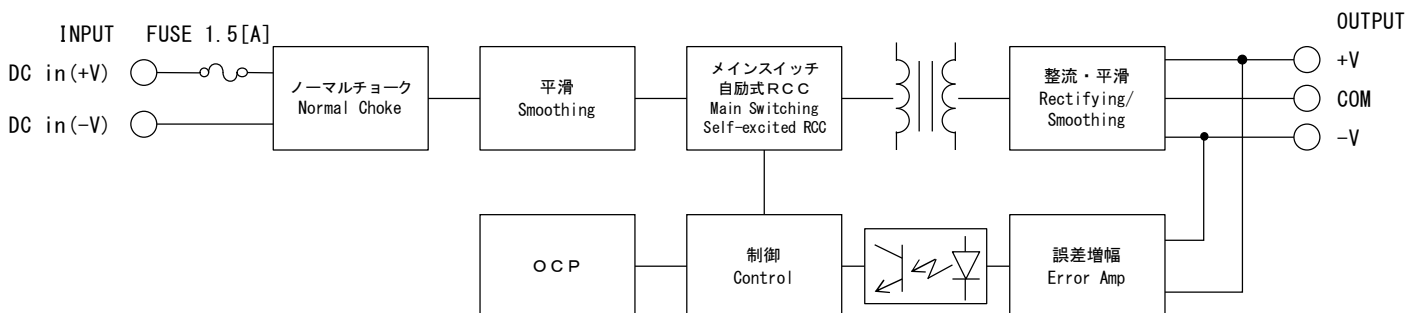 INPUT
FUSE 1.5[A]
OUTPUT
DC in(+V)
DC in(-V)
ノーマルチョーク
Normal Choke
平滑
Smoothing
メインスイッチ
自励式RCC
Main Switching
Self-excited RCC
整流・平滑
Rectifying/
Smoothing
+V
COM
-V
OCP
制御
Control
誤差増幅
Error Amp